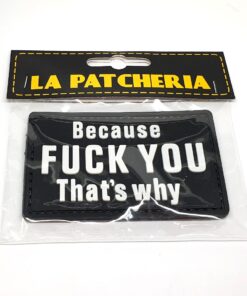 LA PATCHERIA
Because
FUCK YOU
That's why